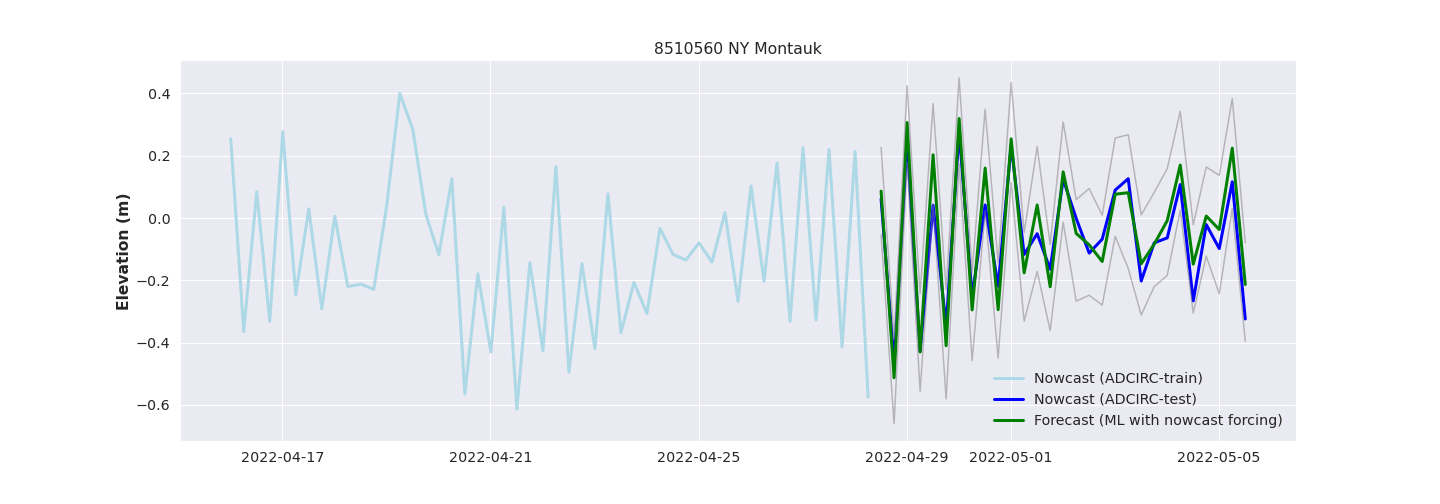 8510560 NY Montauk
Elevation (m)
0.4
0.2
0.0
−0.2
−0.4
−0.6
Nowcast (ADCIRC-train)
Nowcast (ADCIRC-test)
Forecast (ML with nowcast forcing)
2022-04-17 2022-04-21 2022-04-25 2022-04-29 2022-05-01 2022-05-05